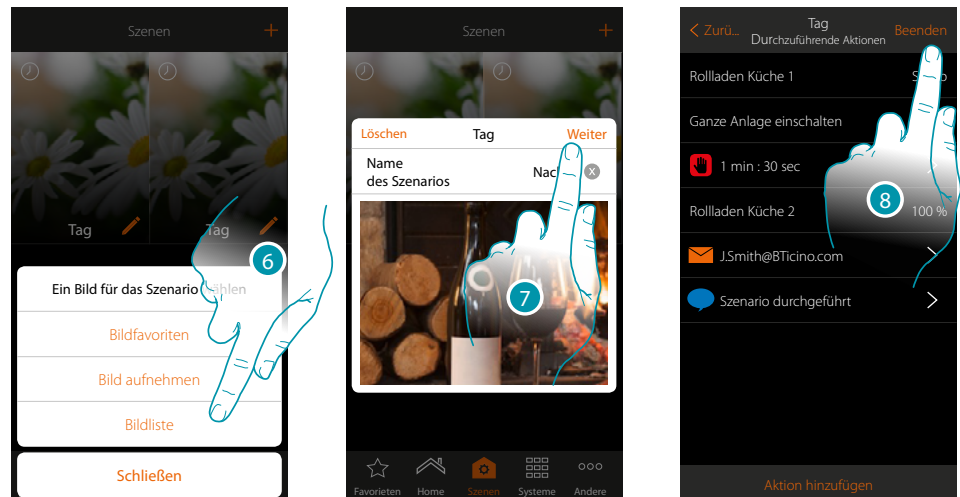 Szenen +
Tag
Tag
6
Ein Bild für das Szenario wählen
Bildfavoriten
Bild aufnehmen
Bildliste
Schließen
Szenen +
Löschen Tag Weiter
Name
des Szenarios
x
7
Favorieten Home Szenen Systeme Andere
< Zurü... Tag Beenden
Durchzuführende Aktionen
Rollladen Küche 1
Ganze Anlage einschalten
1 min : 30 sec
8
Rollladen Küche 2 100 %
J.Smith@BTicino.com >
Szenario durchgeführt >
Aktion hinzufügen